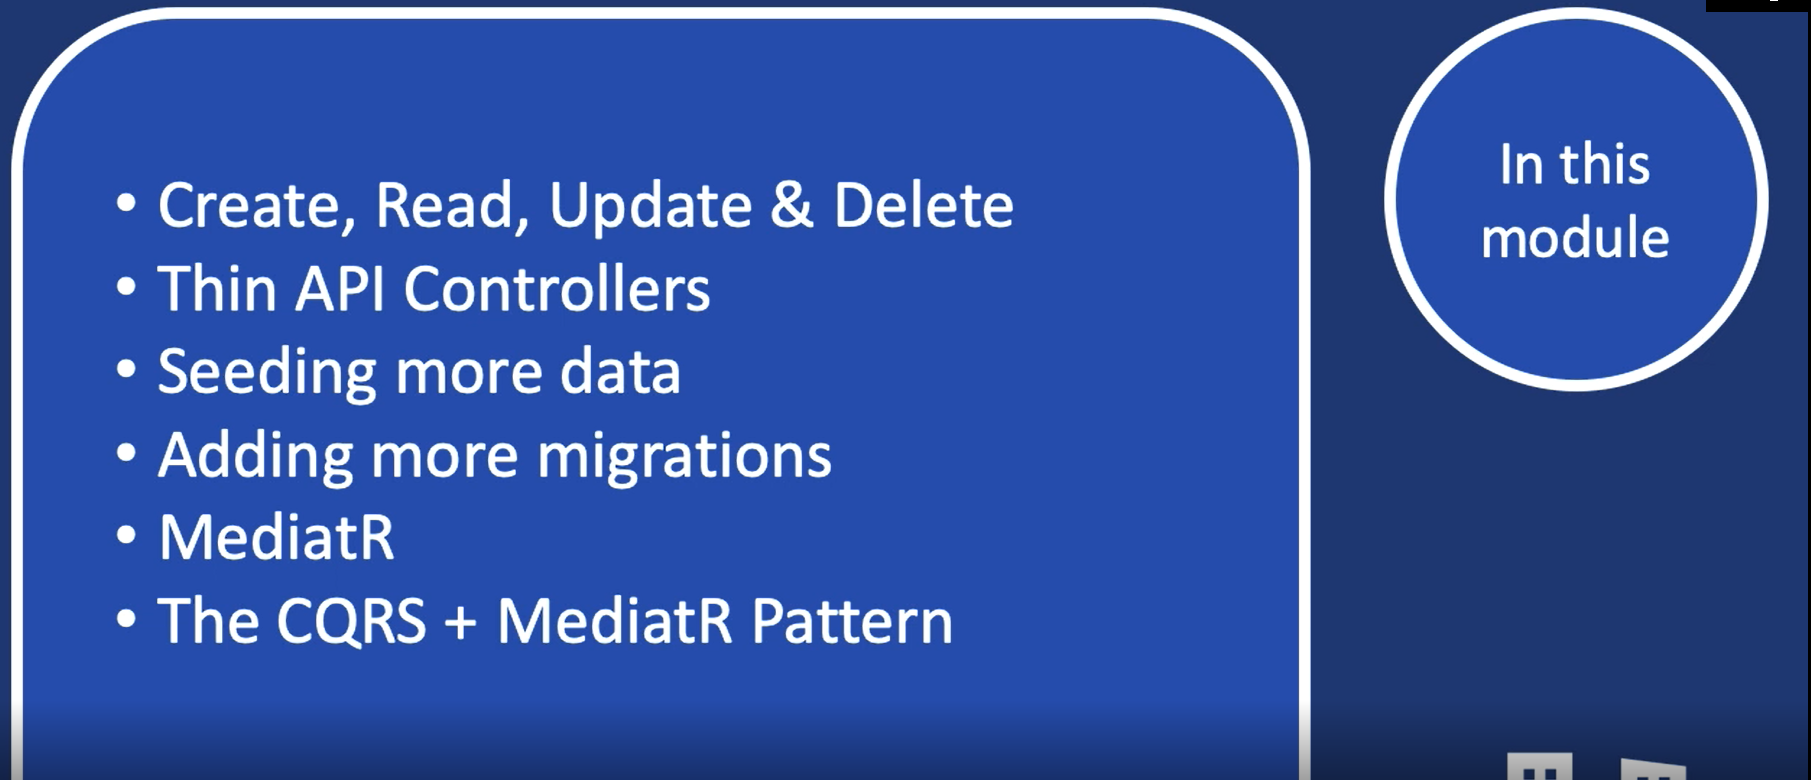 • Create, Read, Update & Delete
• Thin API Controllers
• Seeding more data
• Adding more migrations
• MediatR
• The CQRS + MediatR Pattern
In this
module